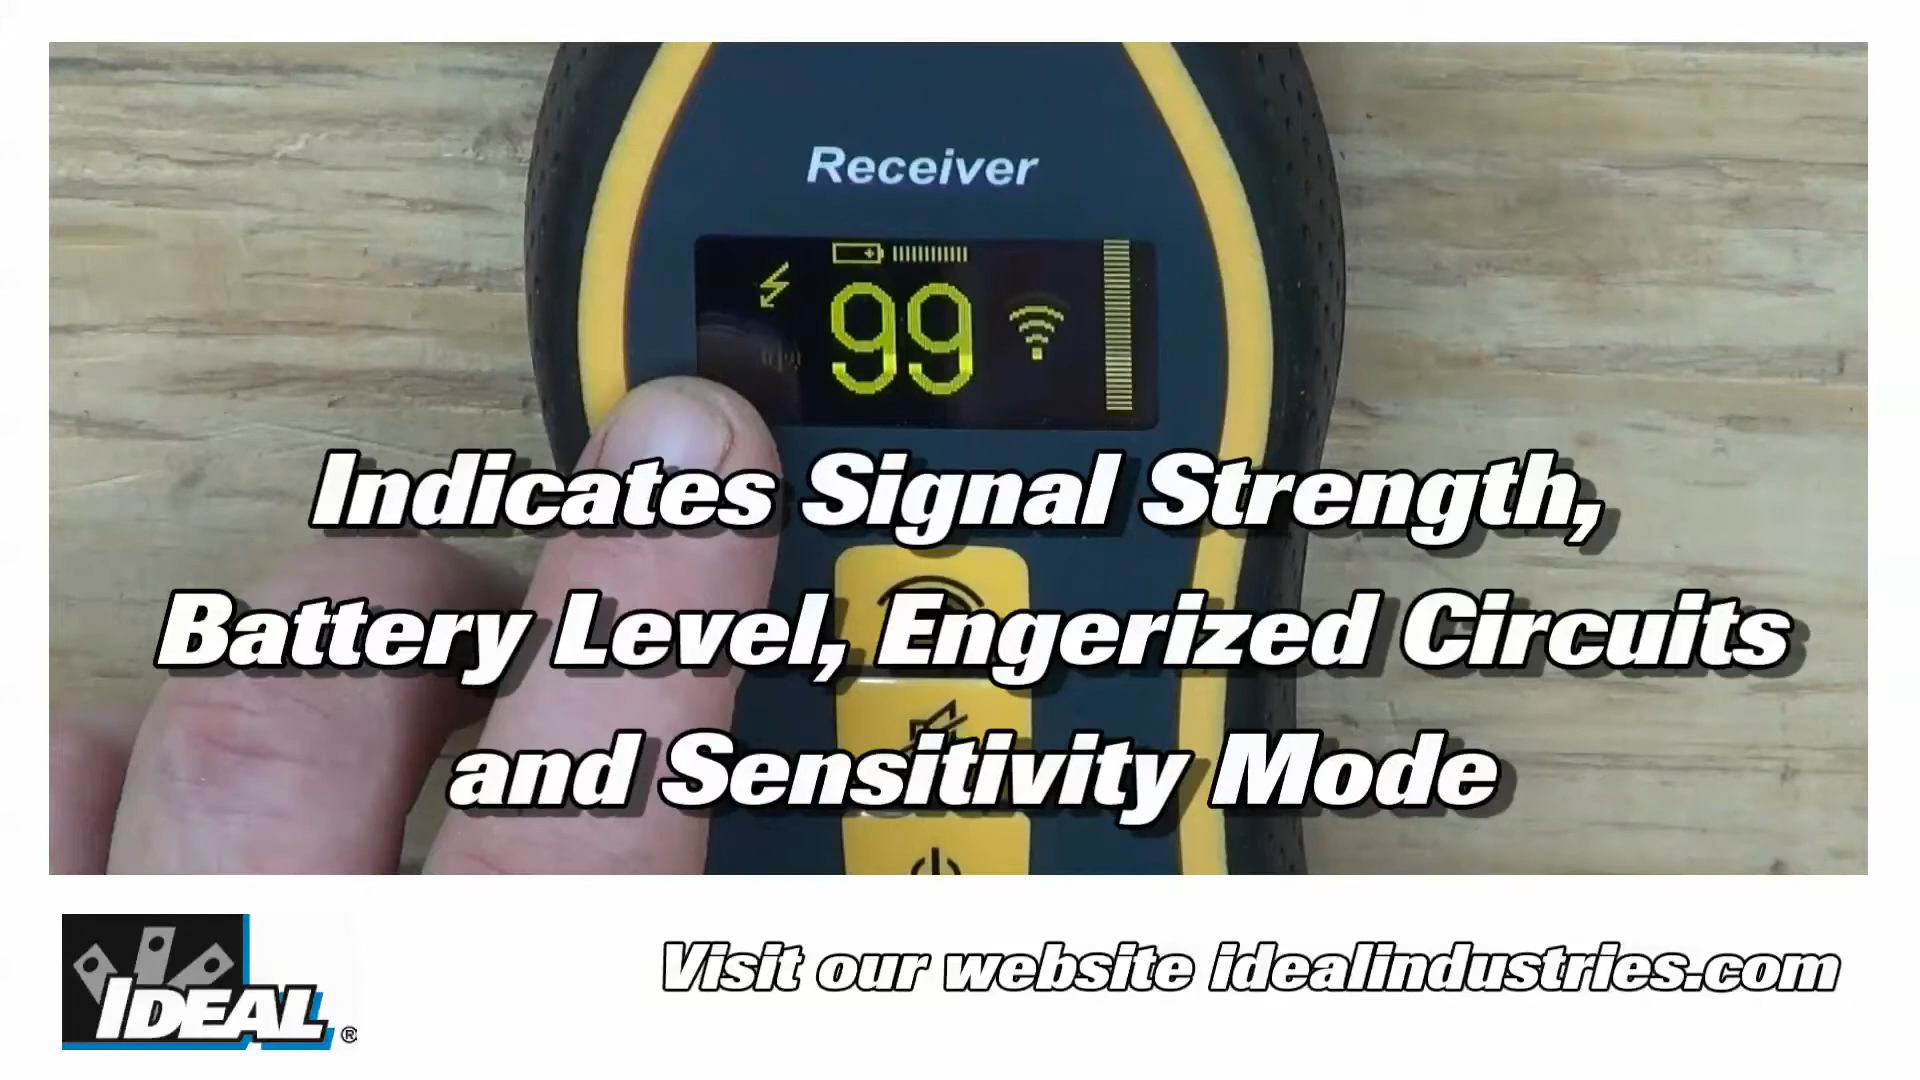 Receiver
99
Indicates Signal Strength,
Battery Level, Engerized Circuits
and Sensitivity Mode
IDEAL®
Visit our website idealindustries.com